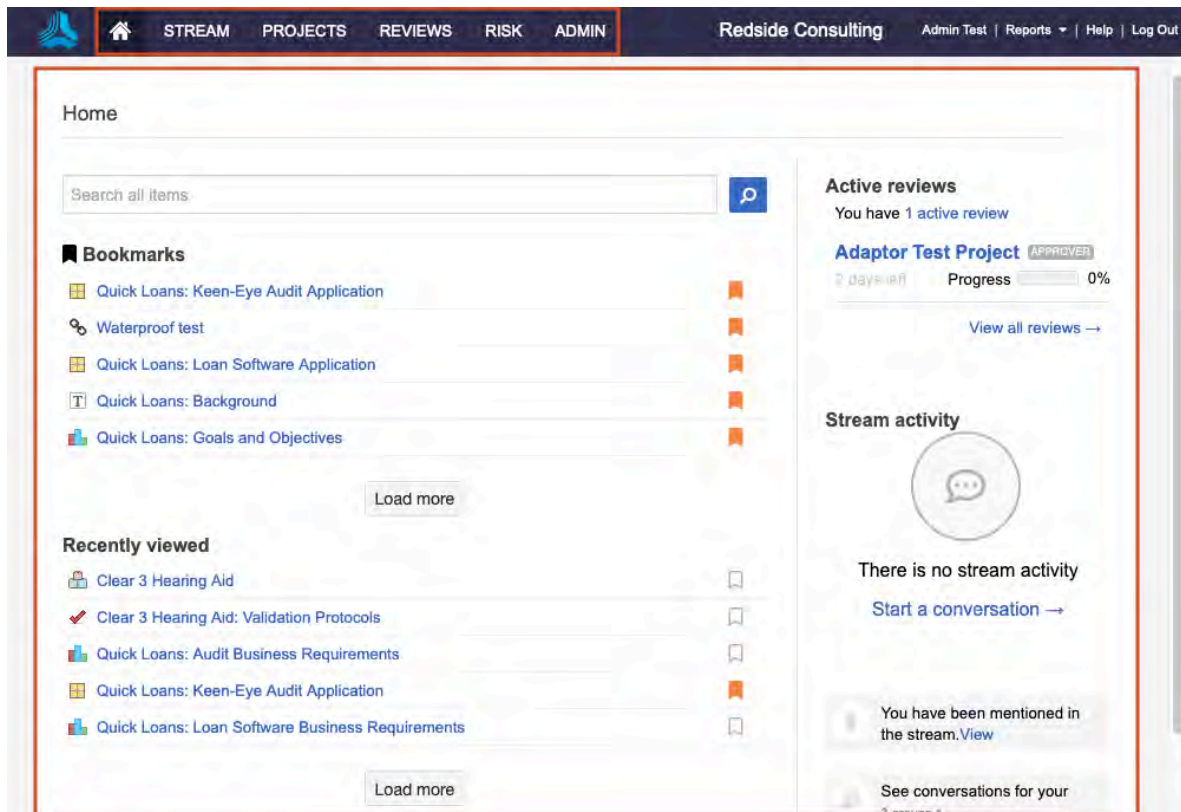 STREAM PROJECTS REVIEWS RISK ADMIN Redside Consulting Admin Test | Reports | Help | Log Out
Home
Search all items
Bookmarks
Quick Loans: Keen-Eye Audit Application
Waterproof test
Quick Loans: Loan Software Application
T Quick Loans: Background
Quick Loans: Goals and Objectives
Load more
Recently viewed
Clear 3 Hearing Aid
Clear 3 Hearing Aid: Validation Protocols
Quick Loans: Audit Business Requirements
Quick Loans: Keen-Eye Audit Application
Quick Loans: Loan Software Business Requirements
Load more
Active reviews
You have 1 active review
Adaptor Test Project APPROVER
2 days left Progress 0%
View all reviews →
Stream activity
There is no stream activity
Start a conversation →
You have been mentioned in
the stream.View
See conversations for your